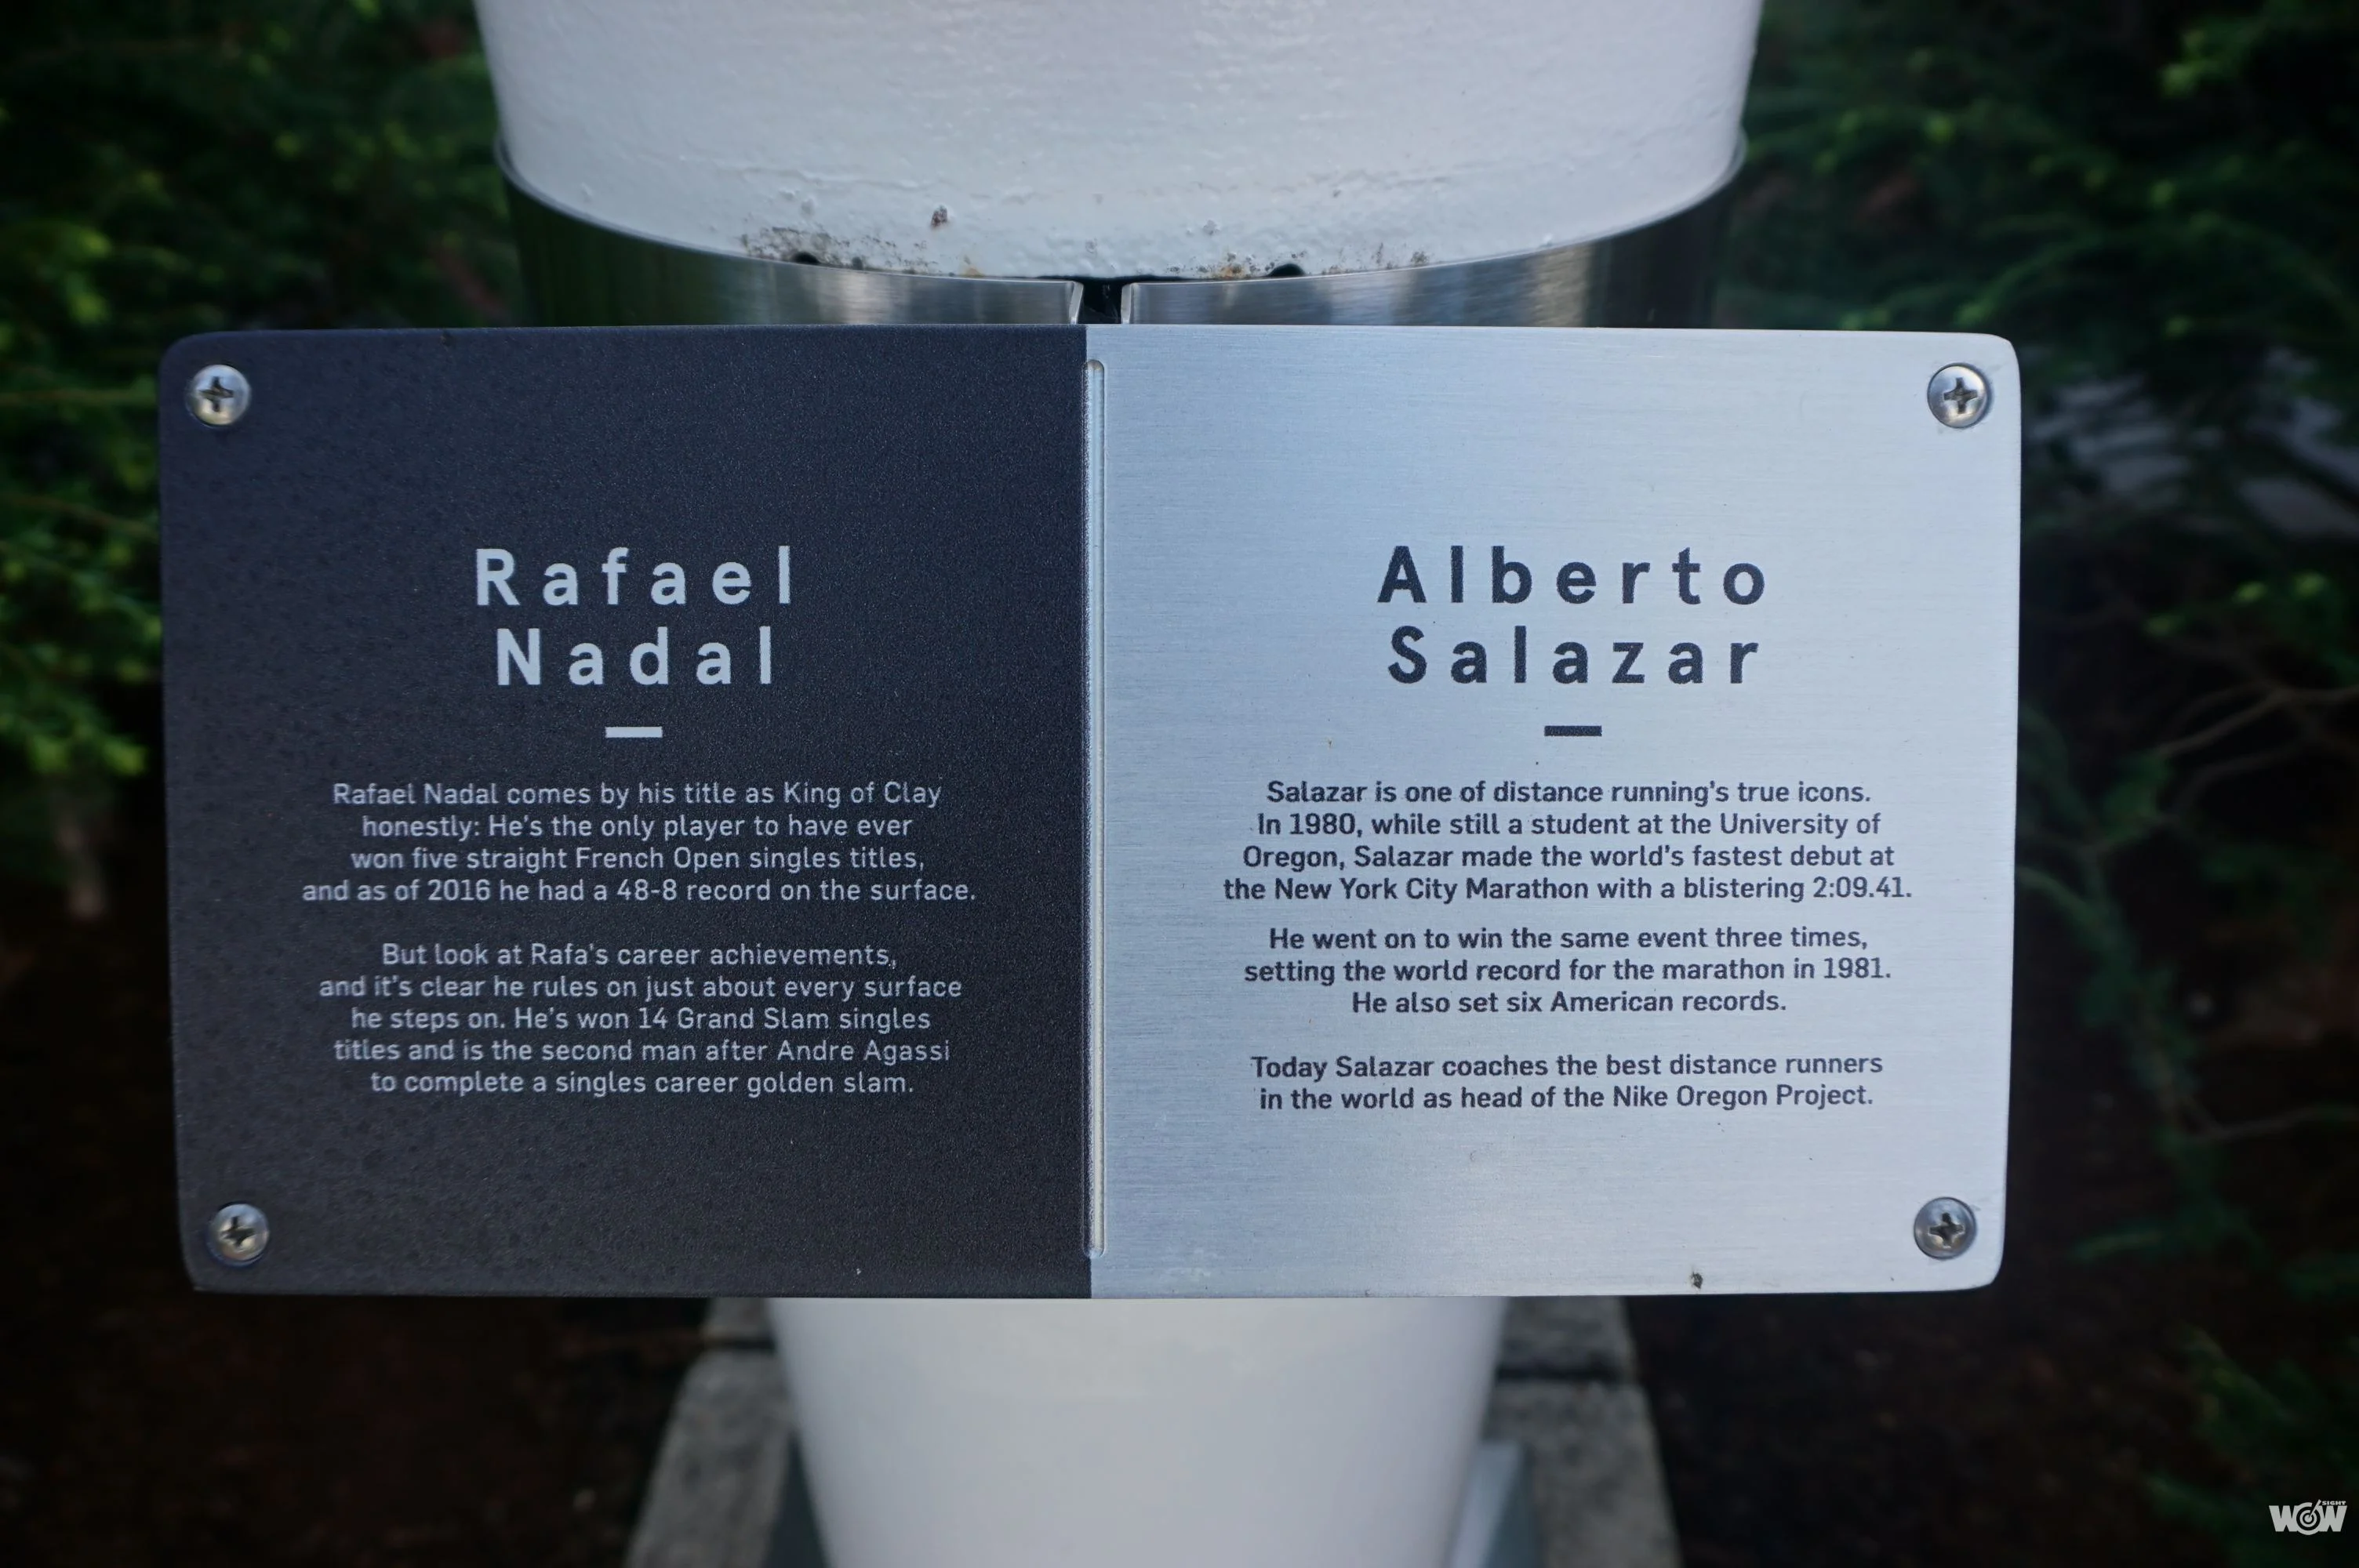 Rafael
Nadal
Rafael Nadal comes by his title as King of Clay
honestly: He's the only player to have ever
won five straight French Open singles titles,
and as of 2016 he had a 48-8 record on the surface.
But look at Rafa's career achievements,
and it's clear he rules on just about every surface
he steps on. He's won 14 Grand Slam singles
titles and is the second man after Andre Agassi
to complete a singles career golden slam.
Alberto
Salazar
Salazar is one of distance running's true icons.
In 1980, while still a student at the University of
Oregon, Salazar made the world's fastest debut at
the New York City Marathon with a blistering 2:09.41.
He went on to win the same event three times,
setting the world record for the marathon in 1981.
He also set six American records.
Today Salazar coaches the best distance runners
in the world as head of the Nike Oregon Project.
WOW SIGHT